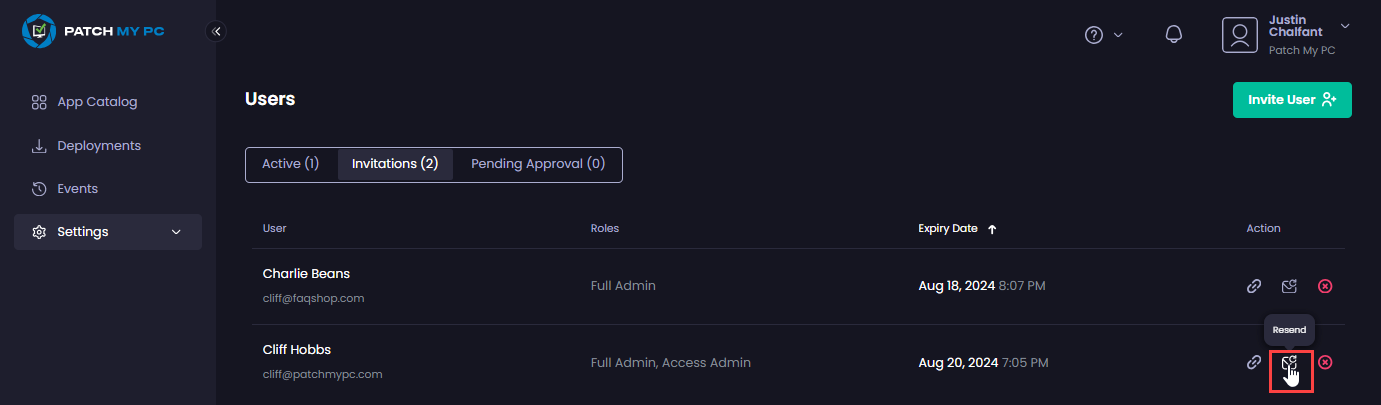 PATCH MY PC
Justin
Chalfant
Patch My PC
App Catalog
Deployments
Events
Settings
Users
Invite User
Active (1)
Invitations (2)
Pending Approval (0)
User Roles Expiry Date Action
Charlie Beans
cliff@faqshop.com
Full Admin
Aug 18, 2024 8:07 PM
Resend
Cliff Hobbs
cliff@patchmypc.com
Full Admin, Access Admin
Aug 20, 2024 7:05 PM